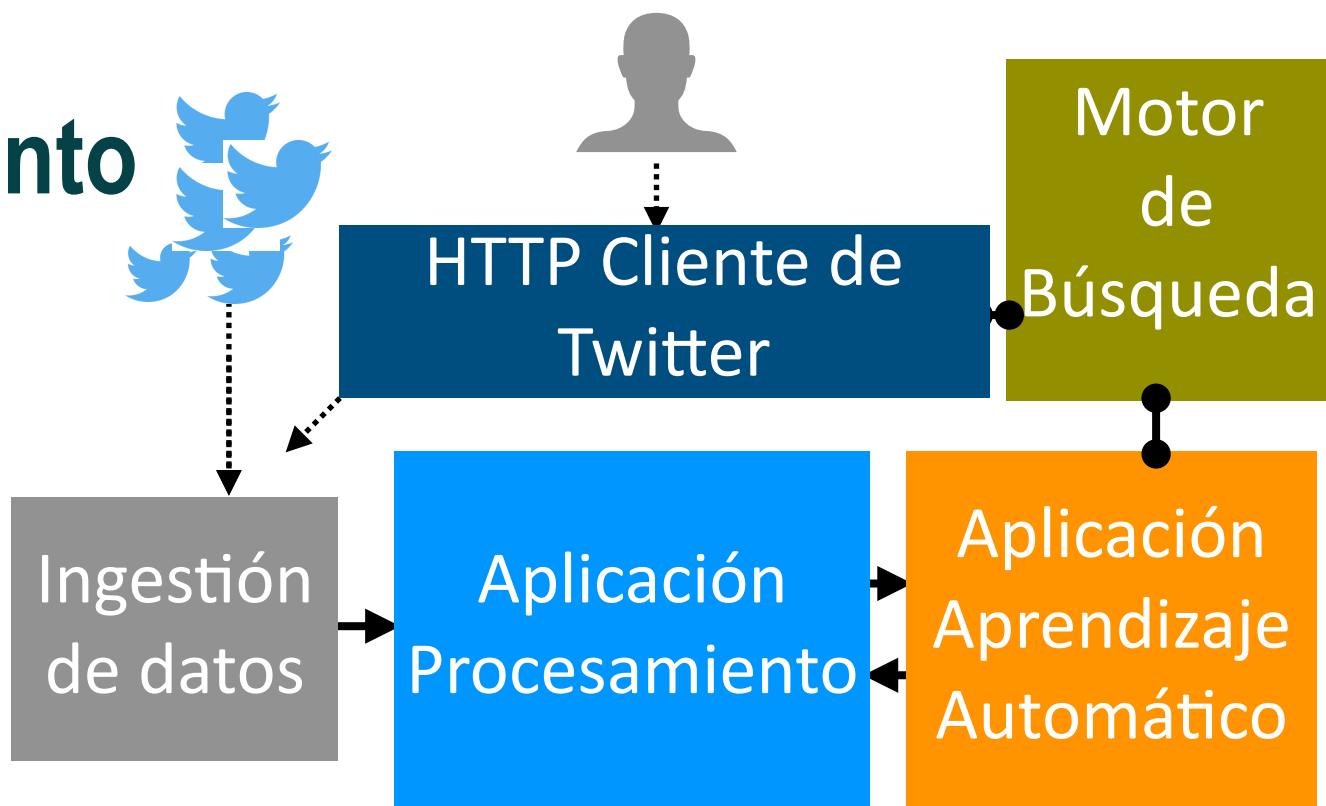 nto
HTTP Cliente de
Twitter
Motor
de
Búsqueda
Ingestión
de datos
Aplicación
Procesamiento
Aplicación
Aprendizaje
Automático